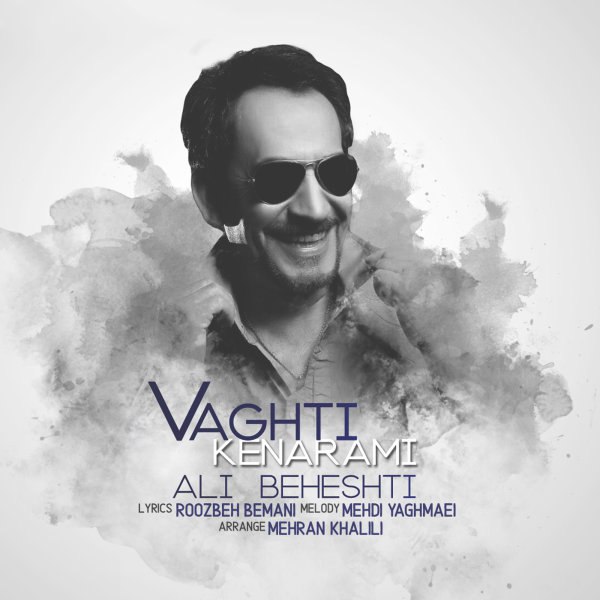 VAGHTI
KENARAMI
ALI BEHESHTI
LYRICS ROOZBEH BEMANI MELODY MEHDI YAGHMAEI
ARRANGE MEHRAN KHALILI